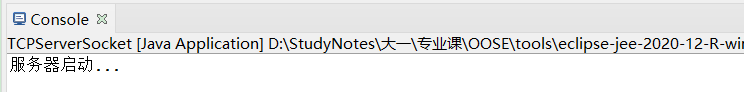 Console
TCPServerSocket [Java Application] D:\StudyNotes\大一\专业课\OOSE\tools\eclipse-jee-2020-12-R-wi
服务器启动...